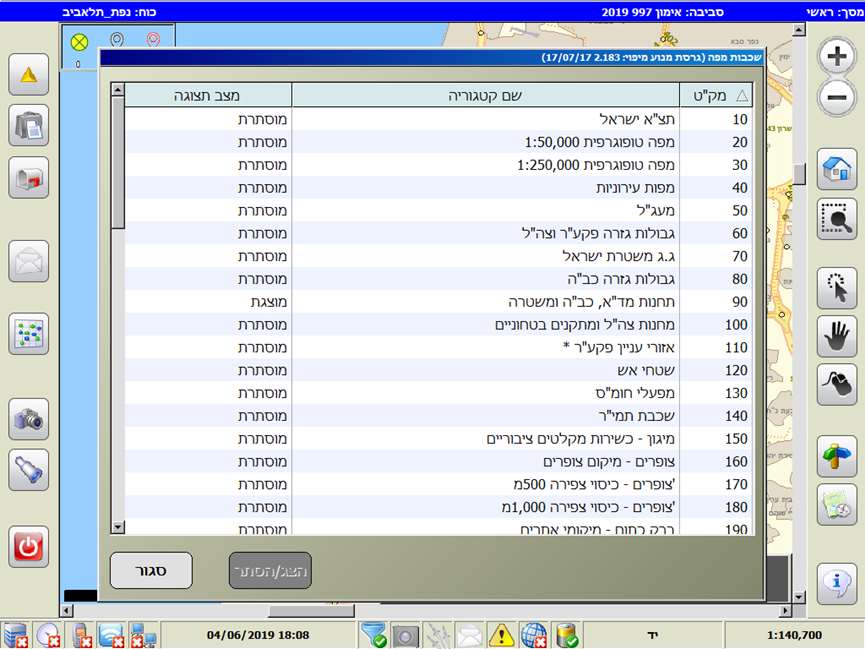 מסך: ראשי
סביבה: אימון 997 2019
כוח: נפת_תלאביב
0
שכבות מפה (גרסת מנוע מיפוי: 2.183 17/07/17)
מק"ט שם קטגוריה מצב תצוגה
10 תצ"א ישראל מוסתרת
20 מפה טופוגרפית 1:50,000 מוסתרת
30 מפה טופוגרפית 1:250,000 מוסתרת
40 מפות עירוניות מוסתרת
50 מעג"ל מוסתרת
60 גבולות גזרה פקע"ר וצה"ל מוסתרת
70 ג.ג משטרת ישראל מוסתרת
80 גבולות גזרה כב"ה מוסתרת
90 תחנות מד"א, כב"ה ומשטרה מוצגת
100 מחנות צה"ל ומתקנים בטחוניים מוסתרת
110 אזורי עניין פקע"ר * מוסתרת
120 שטחי אש מוסתרת
130 מפעלי חומ"ס מוסתרת
140 שכבת תמי"ר מוסתרת
150 מיגון - כשירות מקלטים ציבוריים מוסתרת
160 צופרים - מיקום צופרים מוסתרת
170 צופרים - כיסוי צפירה 500מ' מוסתרת
180 צופרים - כיסוי צפירה 1,000מ' מוסתרת
190 ברק כתום - מיקומי אתרים מוסתרת
הצג/הסתר
סגור
1:140,700
יד
04/06/2019 18:08